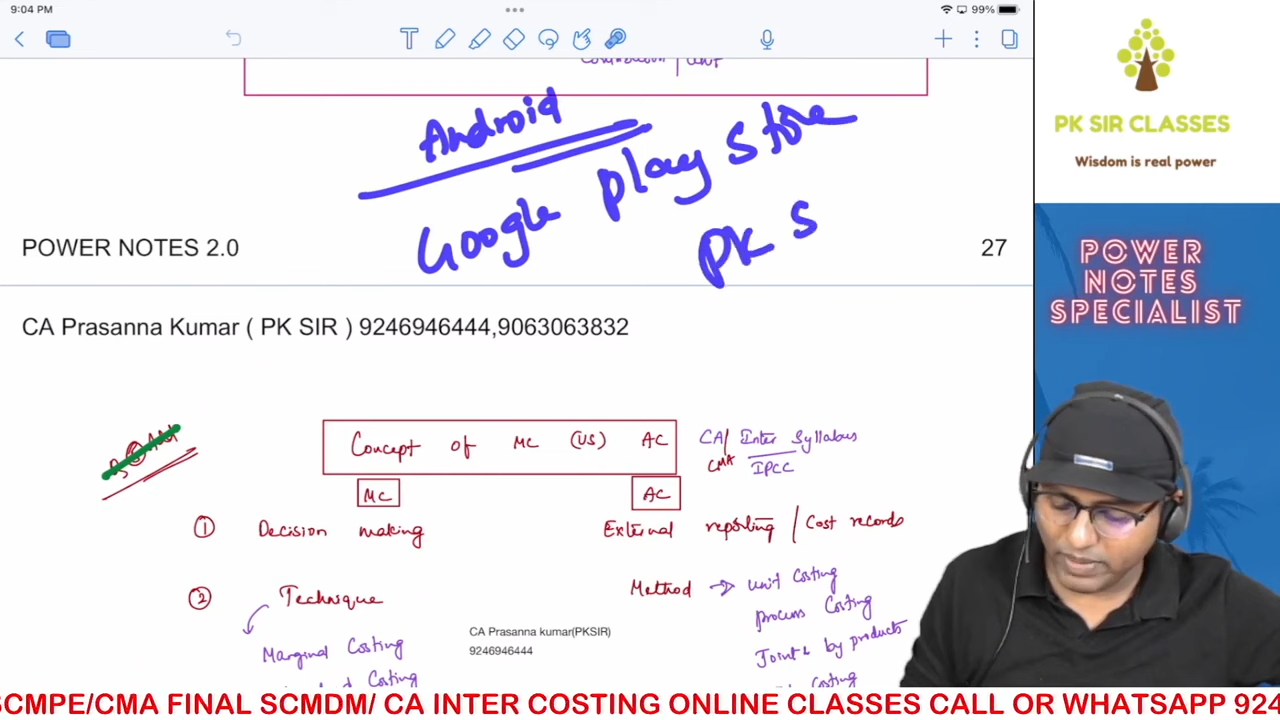 9:04 PM
99%
T
Contribution / unit
Android
Google play store
PK S
POWER NOTES 2.0
27
CA Prasanna Kumar ( PK SIR ) 9246946444,9063063832
Concept of MC (VS) AC
CA/ Inter Syllabus
CMA IPCC
MC
AC
① Decision making
External reporting / Cost records
② Technique
Method → Unit Costing
Process Costing
Marginal Costing
Joint & by products
Costing
Costing
CA Prasanna kumar(PKSIR)
9246946444
PK SIR CLASSES
Wisdom is real power
POWER
NOTES
SPECIALIST
SCMPE/CMA FINAL SCMDM/ CA INTER COSTING ONLINE CLASSES CALL OR WHATSAPP 924